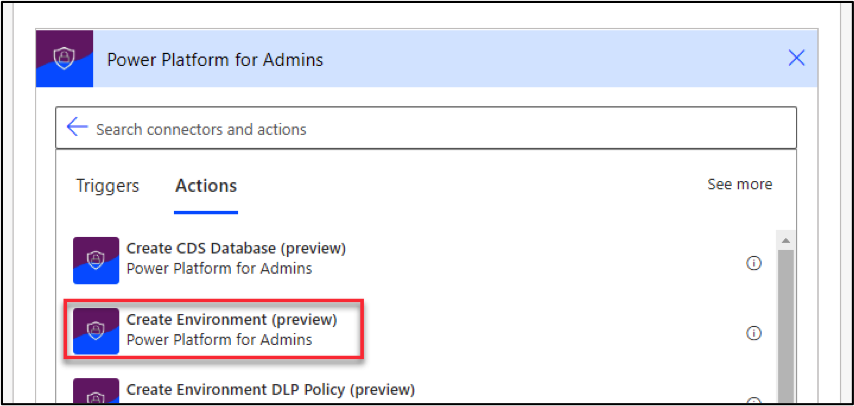 Power Platform for Admins
Search connectors and actions
Triggers Actions See more
Create CDS Database (preview)
Power Platform for Admins
Create Environment (preview)
Power Platform for Admins
Create Environment DLP Policy (preview)